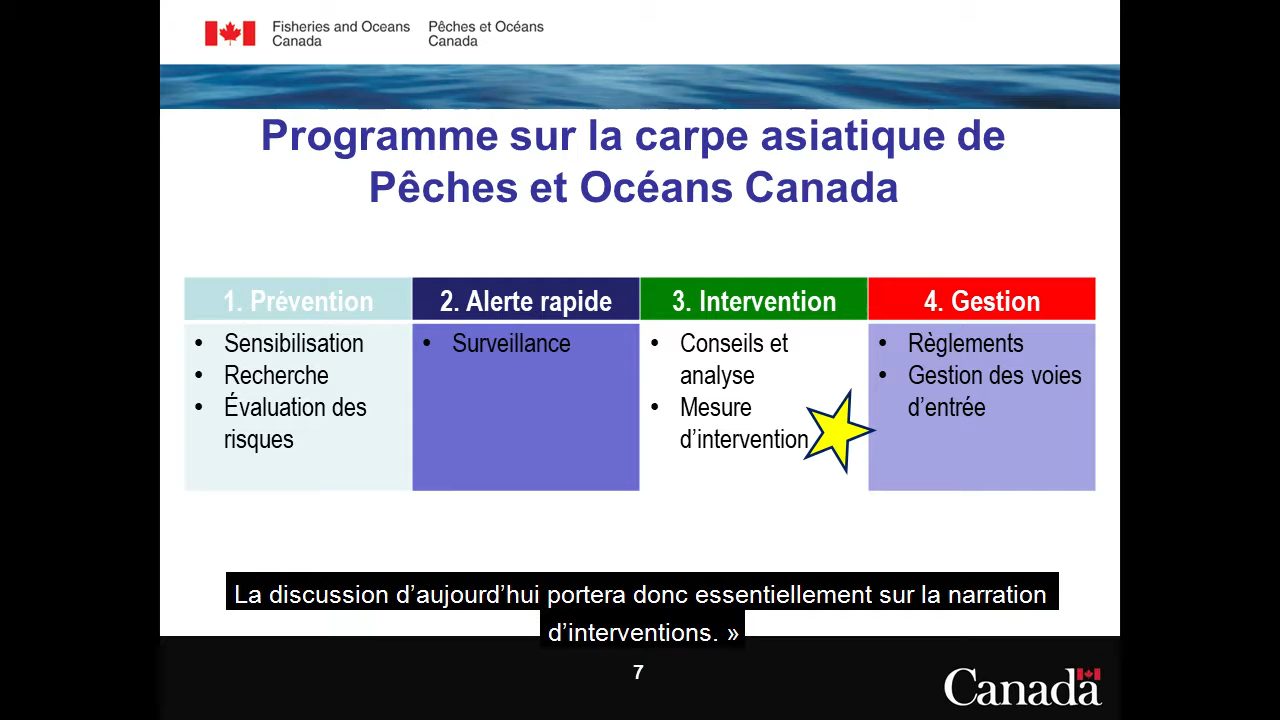 Fisheries and Oceans
Canada
Pêches et Océans
Canada
Programme sur la carpe asiatique de
Pêches et Océans Canada
1. Prévention
• Sensibilisation
• Recherche
• Évaluation des
risques
2. Alerte rapide
• Surveillance
3. Intervention
• Conseils et
analyse
• Mesure
d’intervention
4. Gestion
• Règlements
• Gestion des voies
d’entrée
La discussion d’aujourd’hui portera donc essentiellement sur la narration
d’interventions. »
7
Canada